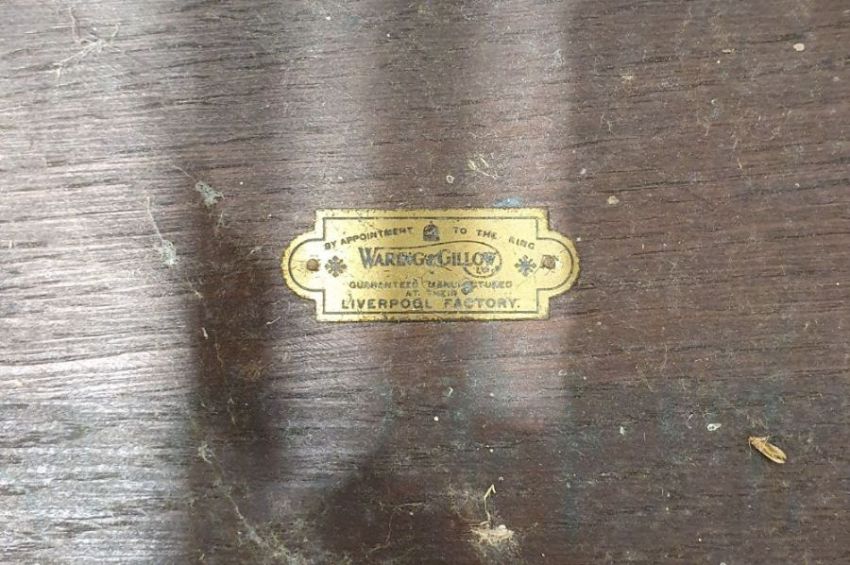 BY APPOINTMENT TO THE KING
WARING & GILLOW
LTD
GUARANTEED MANUFACTURED
AT THEIR
LIVERPOOL FACTORY.